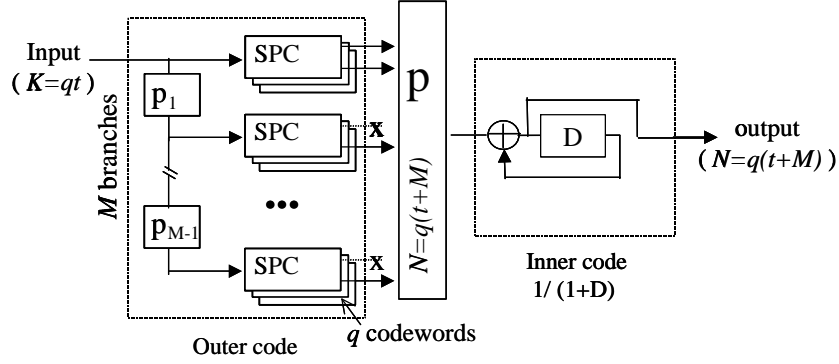 Input
( K=qt )
M branches
p1
pM-1
SPC
SPC
x
•••
SPC
x
p
N=q(t+M)
D
output
( N=q(t+M) )
Inner code
1/ (1+D)
q codewords
Outer code